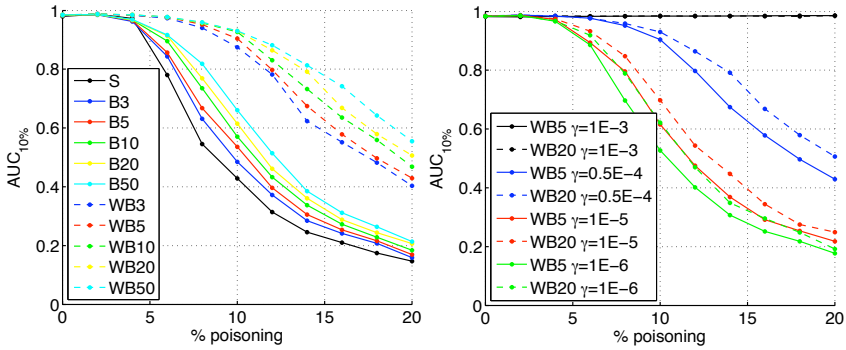 1
0.8
0.6
0.4
0.2
0
AUC10%
S
B3
B5
B10
B20
B50
WB3
WB5
WB10
WB20
WB50
0 5 10 15 20
% poisoning
1
0.8
0.6
0.4
0.2
0
AUC10%
WB5 γ=1E−3
WB20 γ=1E−3
WB5 γ=0.5E−4
WB20 γ=0.5E−4
WB5 γ=1E−5
WB20 γ=1E−5
WB5 γ=1E−6
WB20 γ=1E−6
0 5 10 15 20
% poisoning